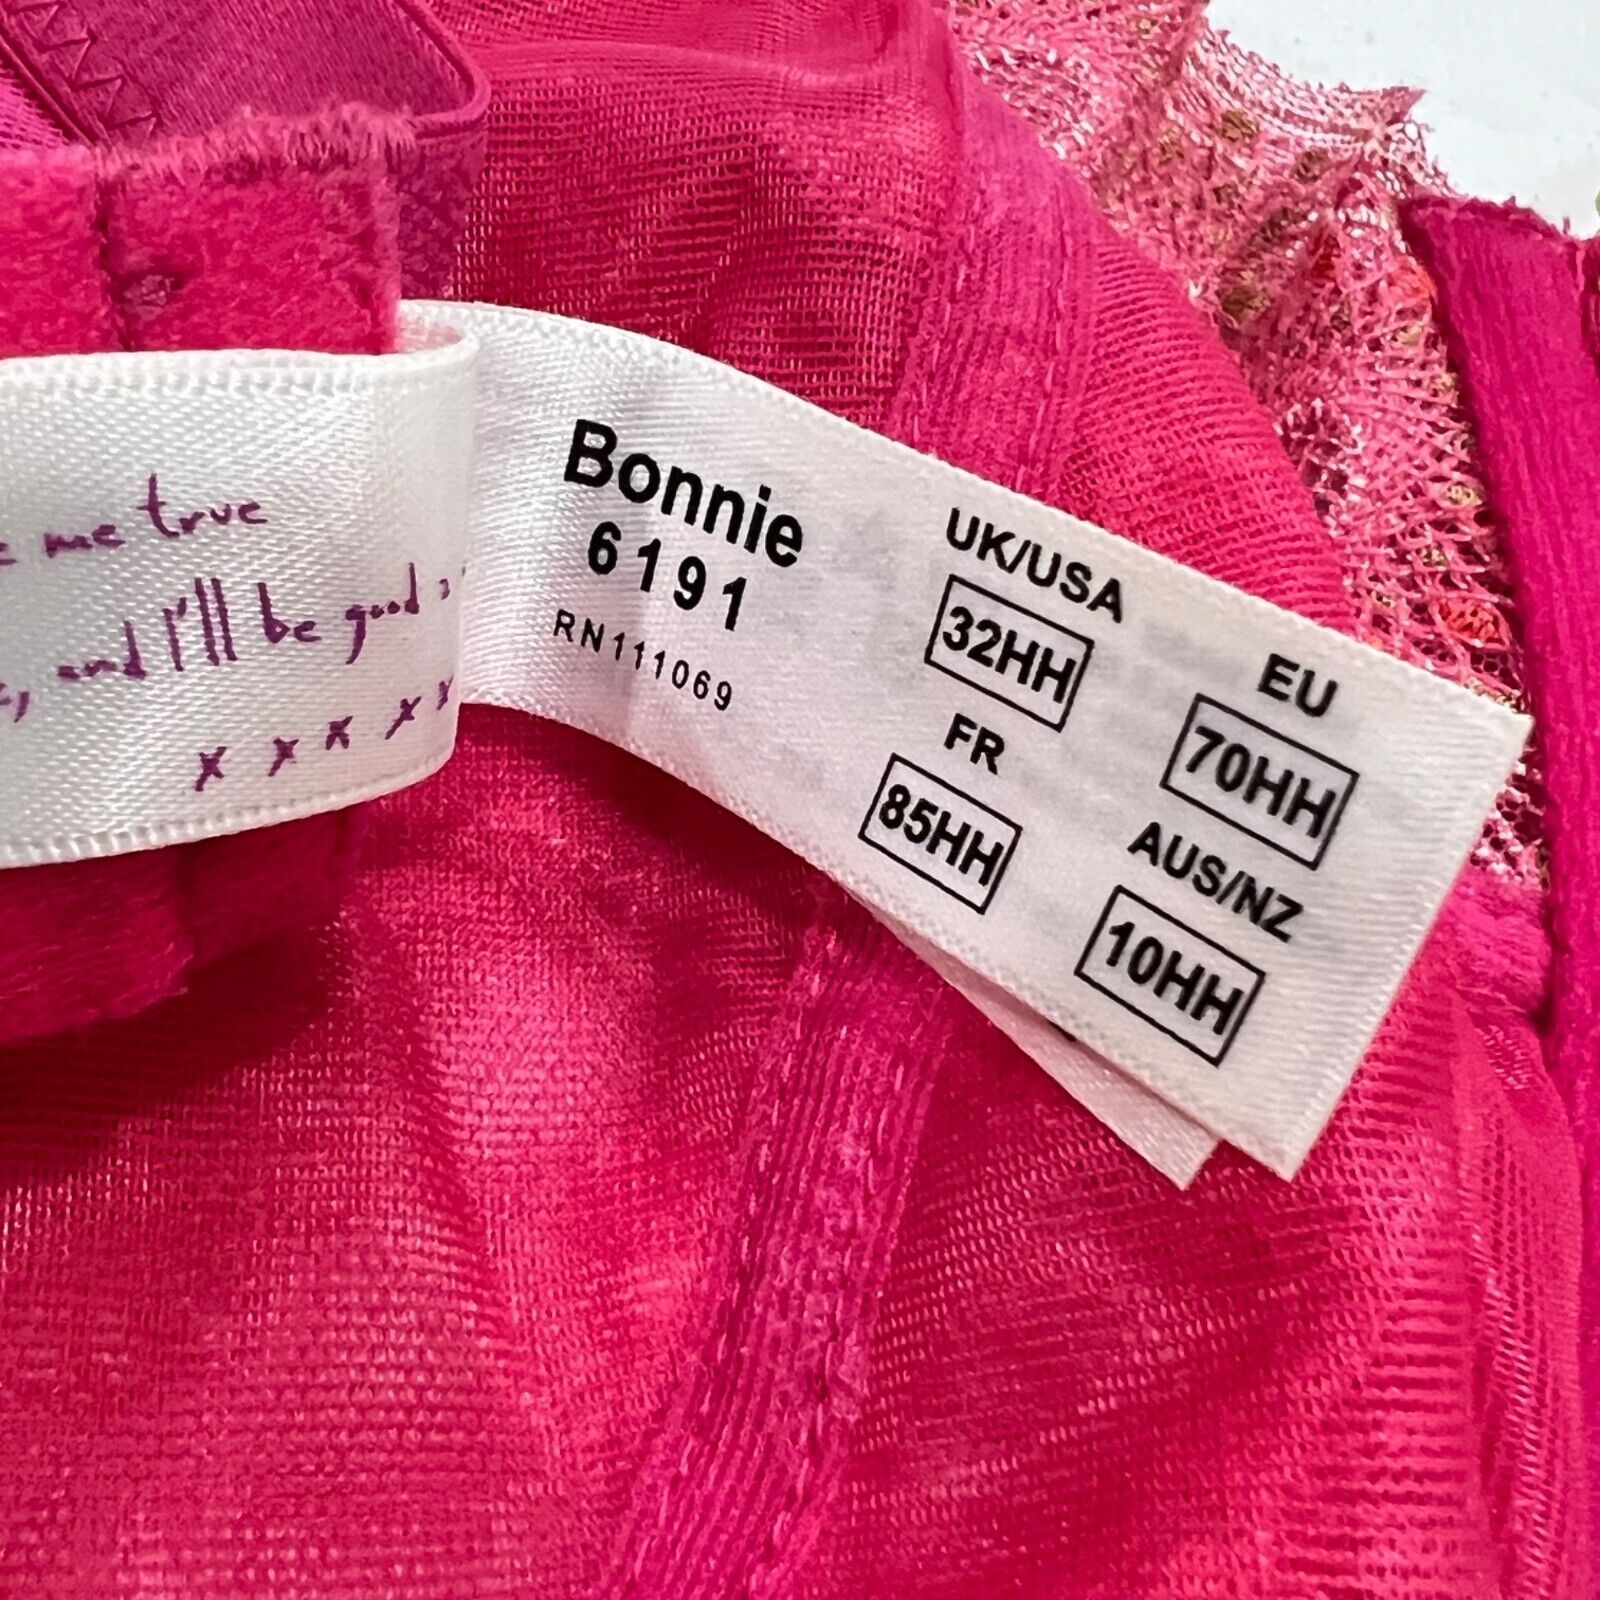 me true
and I'll be good
x x x x x
Bonnie
6191
RN111069
UK/USA
32HH
EU
70HH
FR
85HH
AUS/NZ
10HH